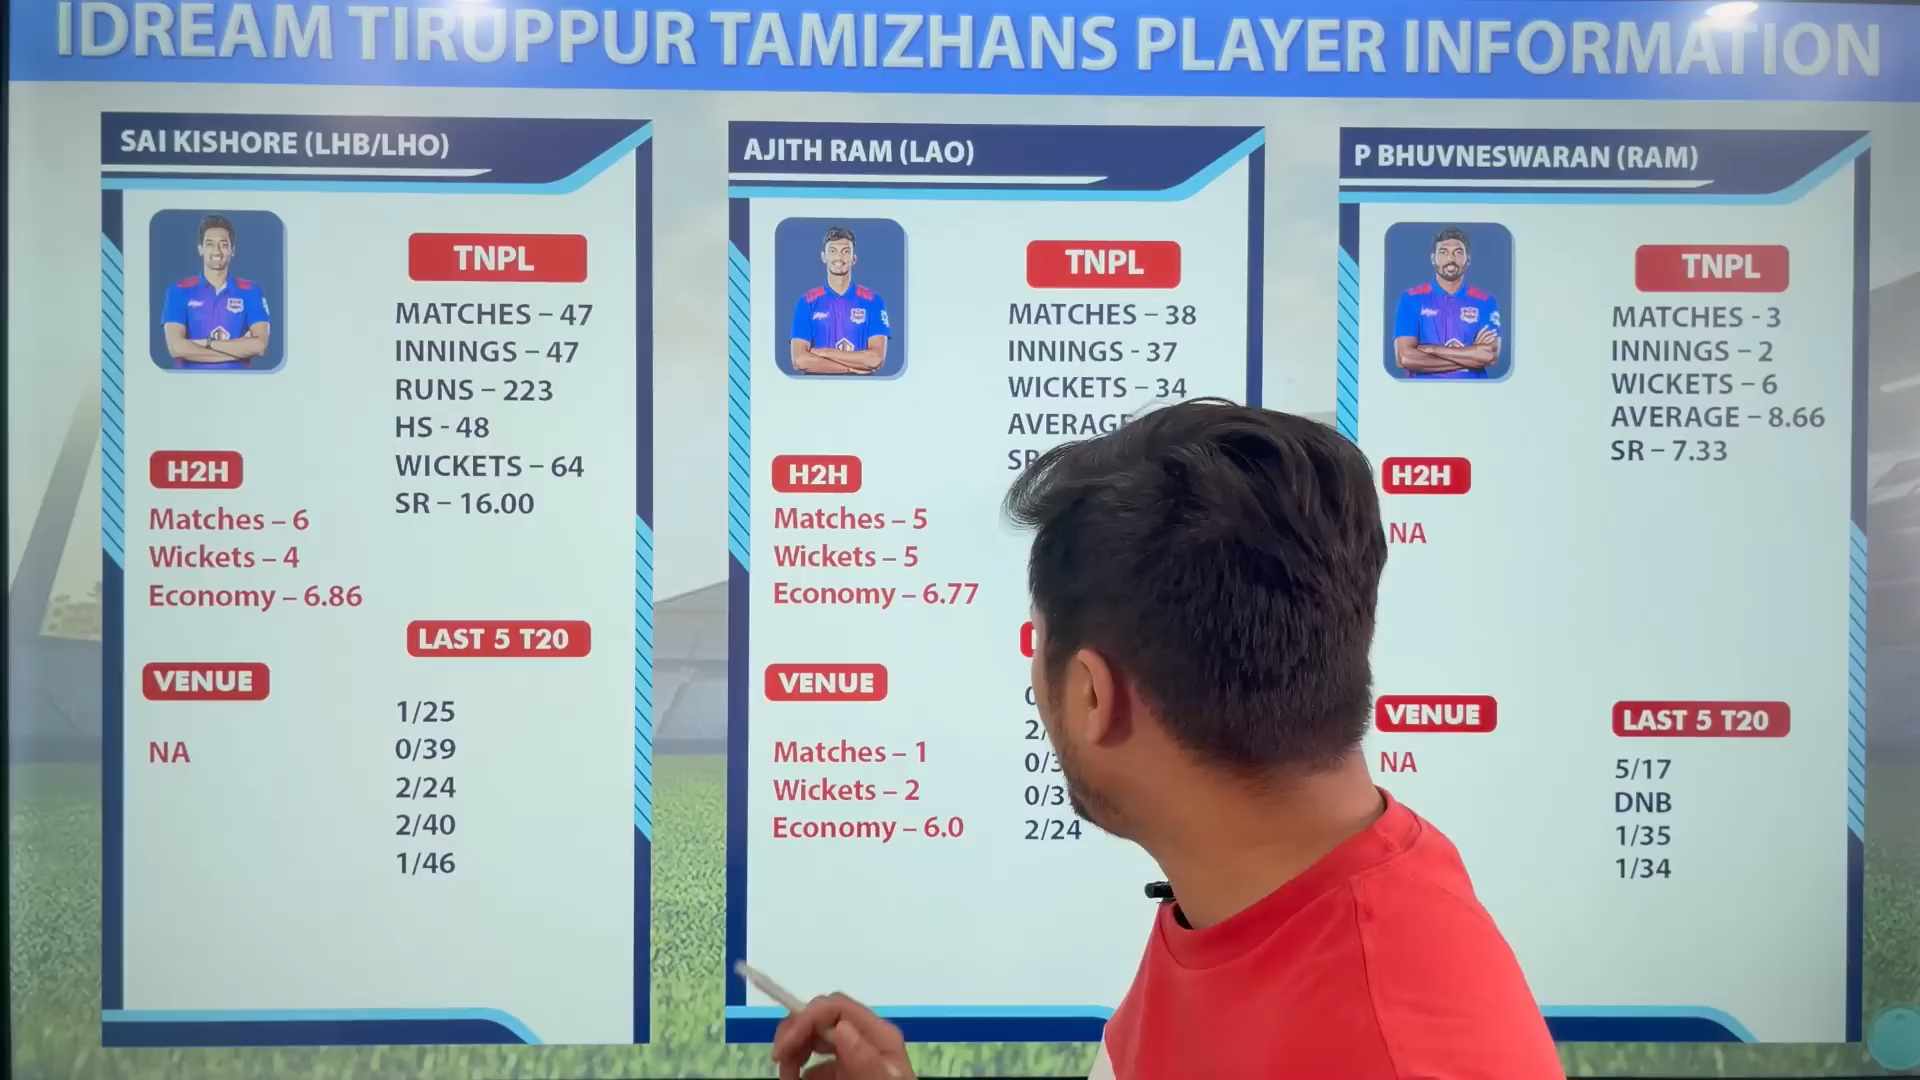 IDREAM TIRUPPUR TAMIZHANS PLAYER INFORMATION
SAI KISHORE (LHB/LHO)
TNPL
MATCHES – 47
INNINGS – 47
RUNS – 223
HS - 48
WICKETS – 64
SR – 16.00
H2H
Matches – 6
Wickets – 4
Economy – 6.86
LAST 5 T20
VENUE
1/25
NA
0/39
2/24
2/40
1/46
AJITH RAM (LAO)
TNPL
MATCHES – 38
INNINGS - 37
WICKETS – 34
SR
H2H
Matches – 5
Wickets – 5
Economy – 6.77
VENUE
Matches – 1
Wickets – 2
Economy – 6.0
2/24
P BHUVNESWARAN (RAM)
TNPL
MATCHES - 3
INNINGS – 2
WICKETS – 6
AVERAGE – 8.66
SR – 7.33
H2H
NA
VENUE
NA
LAST 5 T20
5/17
DNB
1/35
1/34